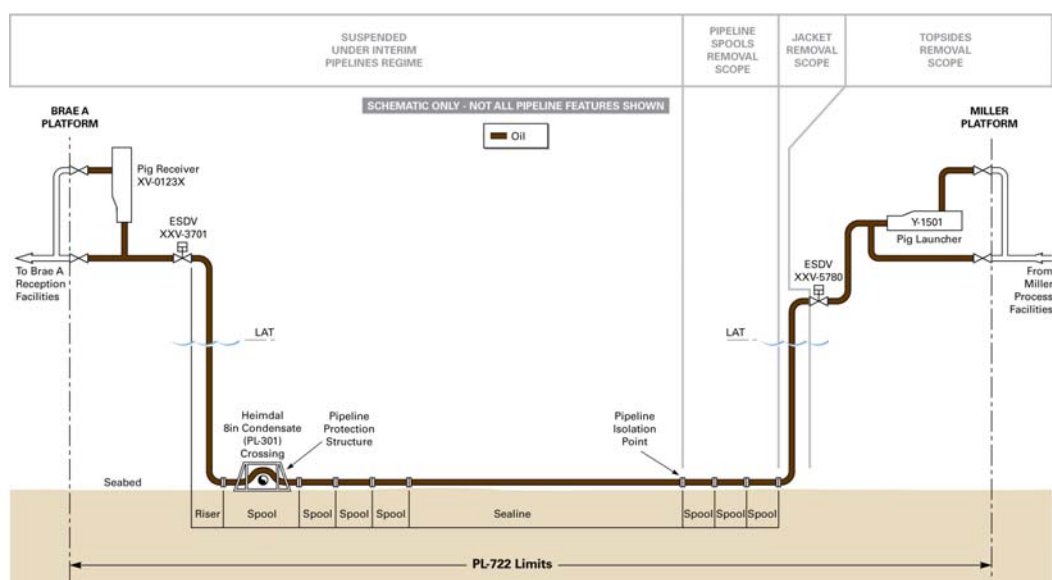 SUSPENDED
UNDER INTERIM
PIPELINES REGIME
PIPELINE
SPOOLS
REMOVAL
SCOPE
JACKET
REMOVAL
SCOPE
TOPSIDES
REMOVAL
SCOPE
BRAE A
PLATFORM
SCHEMATIC ONLY - NOT ALL PIPELINE FEATURES SHOWN
MILLER
PLATFORM
Oil
Pig Receiver
XV-0123X
ESDV
XXV-3701
Y-1501
Pig Launcher
To Brae A
Reception
Facilities
ESDV
XXV-5780
From
Miller
Process
Facilities
LAT
LAT
Heimdal
8in Condensate
(PL-301)
Crossing
Pipeline
Protection
Structure
Pipeline
Isolation
Point
Seabed
Riser
Spool
Spool
Spool
Spool
Sealine
Spool
Spool
Spool
PL-722 Limits